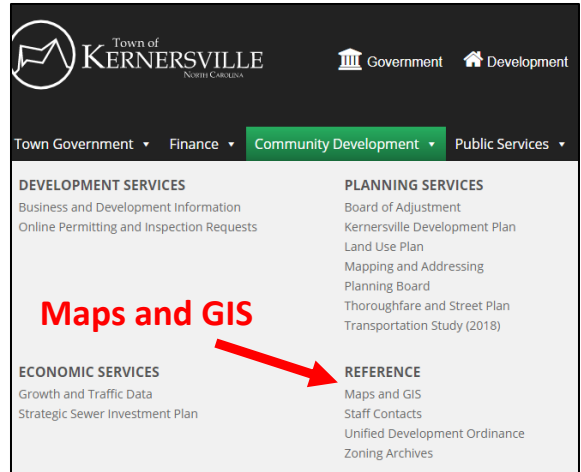 Town of
KERNERSVILLE
NORTH CAROLINA
Government
Development
Town Government
Finance
Community Development
Public Services
DEVELOPMENT SERVICES
Business and Development Information
Online Permitting and Inspection Requests
PLANNING SERVICES
Board of Adjustment
Kernersville Development Plan
Land Use Plan
Mapping and Addressing
Planning Board
Thoroughfare and Street Plan
Transportation Study (2018)
Maps and GIS
ECONOMIC SERVICES
Growth and Traffic Data
Strategic Sewer Investment Plan
REFERENCE
Maps and GIS
Staff Contacts
Unified Development Ordinance
Zoning Archives